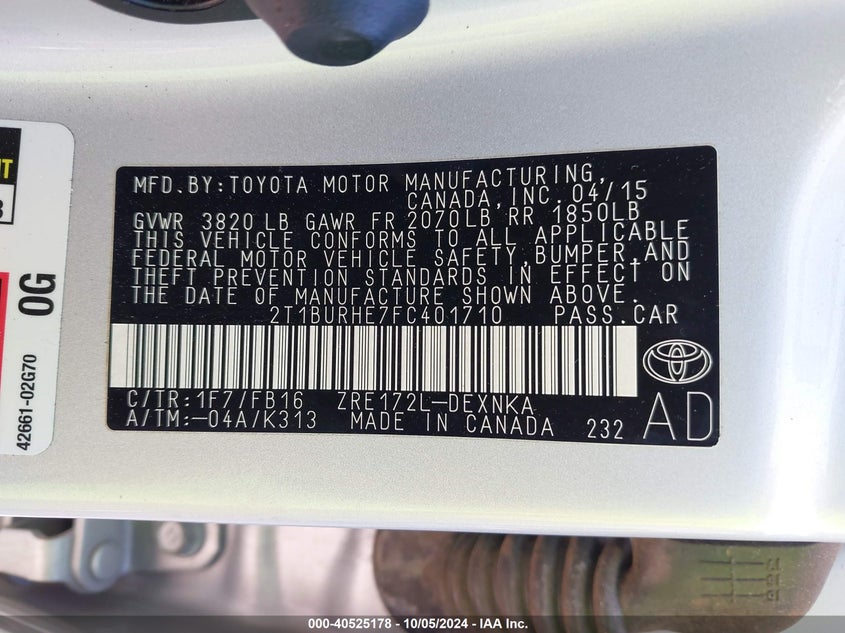 MFD.BY:TOYOTA MOTOR MANUFACTURING,
CANADA,INC. 04/15
GVWR 3820 LB GAWR FR 2070LB RR 1850LB
THIS VEHICLE CONFORMS TO ALL APPLICABLE
FEDERAL MOTOR VEHICLE SAFETY,BUMPER,AND
THEFT PREVENTION STANDARDS IN EFFECT ON
THE DATE OF MANUFACTURE SHOWN ABOVE.
2T1BURHE7FC401710 PASS.CAR
C/TR:1F7/FB16 ZRE172L-DEXNKA
A/TM:-04A/K313 MADE IN CANADA 232
AD
0G
42661-02G70
000-40525178 - 10/05/2024 - IAA Inc.